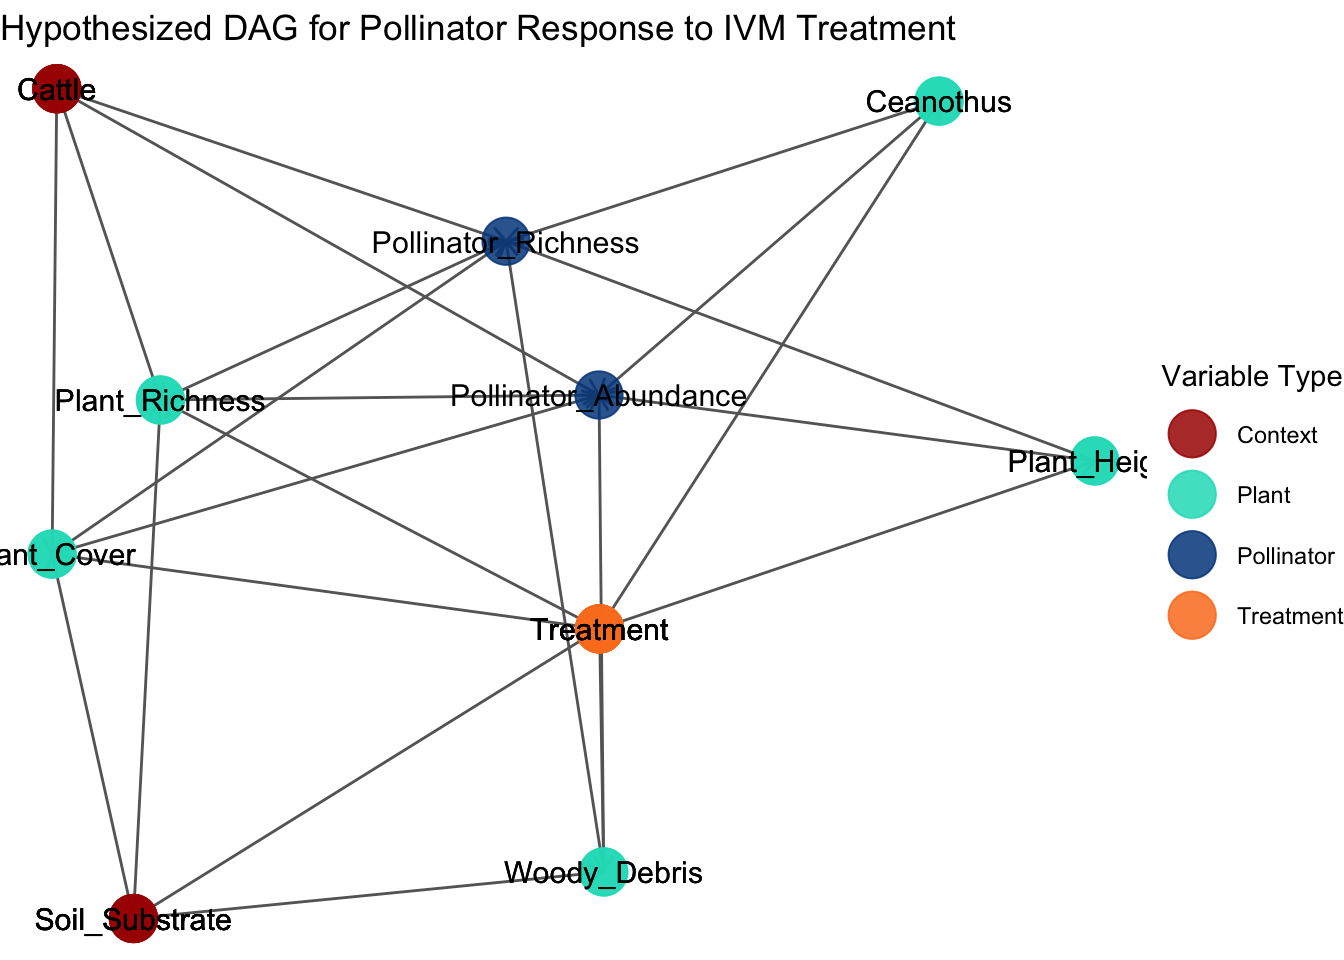 Hypothesized DAG for Pollinator Response to IVM Treatment
Cattle
Ceanothus
Pollinator_Richness
Plant_Richness
Pollinator_Abundance
Plant_Heig
ant_Cover
Treatment
Woody_Debris
Soil_Substrate
Variable Type
Context
Plant
Pollinator
Treatment